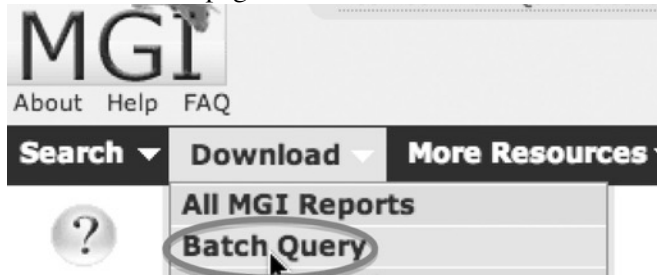 MGI
About Help FAQ
Search Download More Resources
?
All MGI Reports
Batch Query